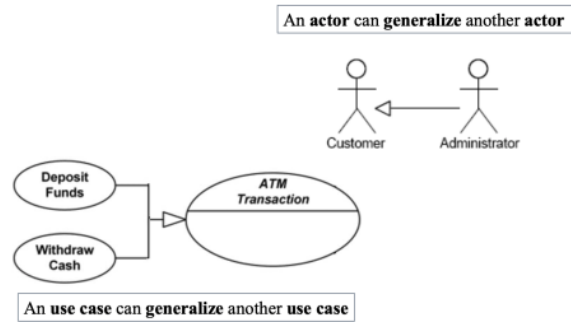 An actor can generalize another actor
Customer
Administrator
Deposit
Funds
ATM
Transaction
Withdraw
Cash
An use case can generalize another use case